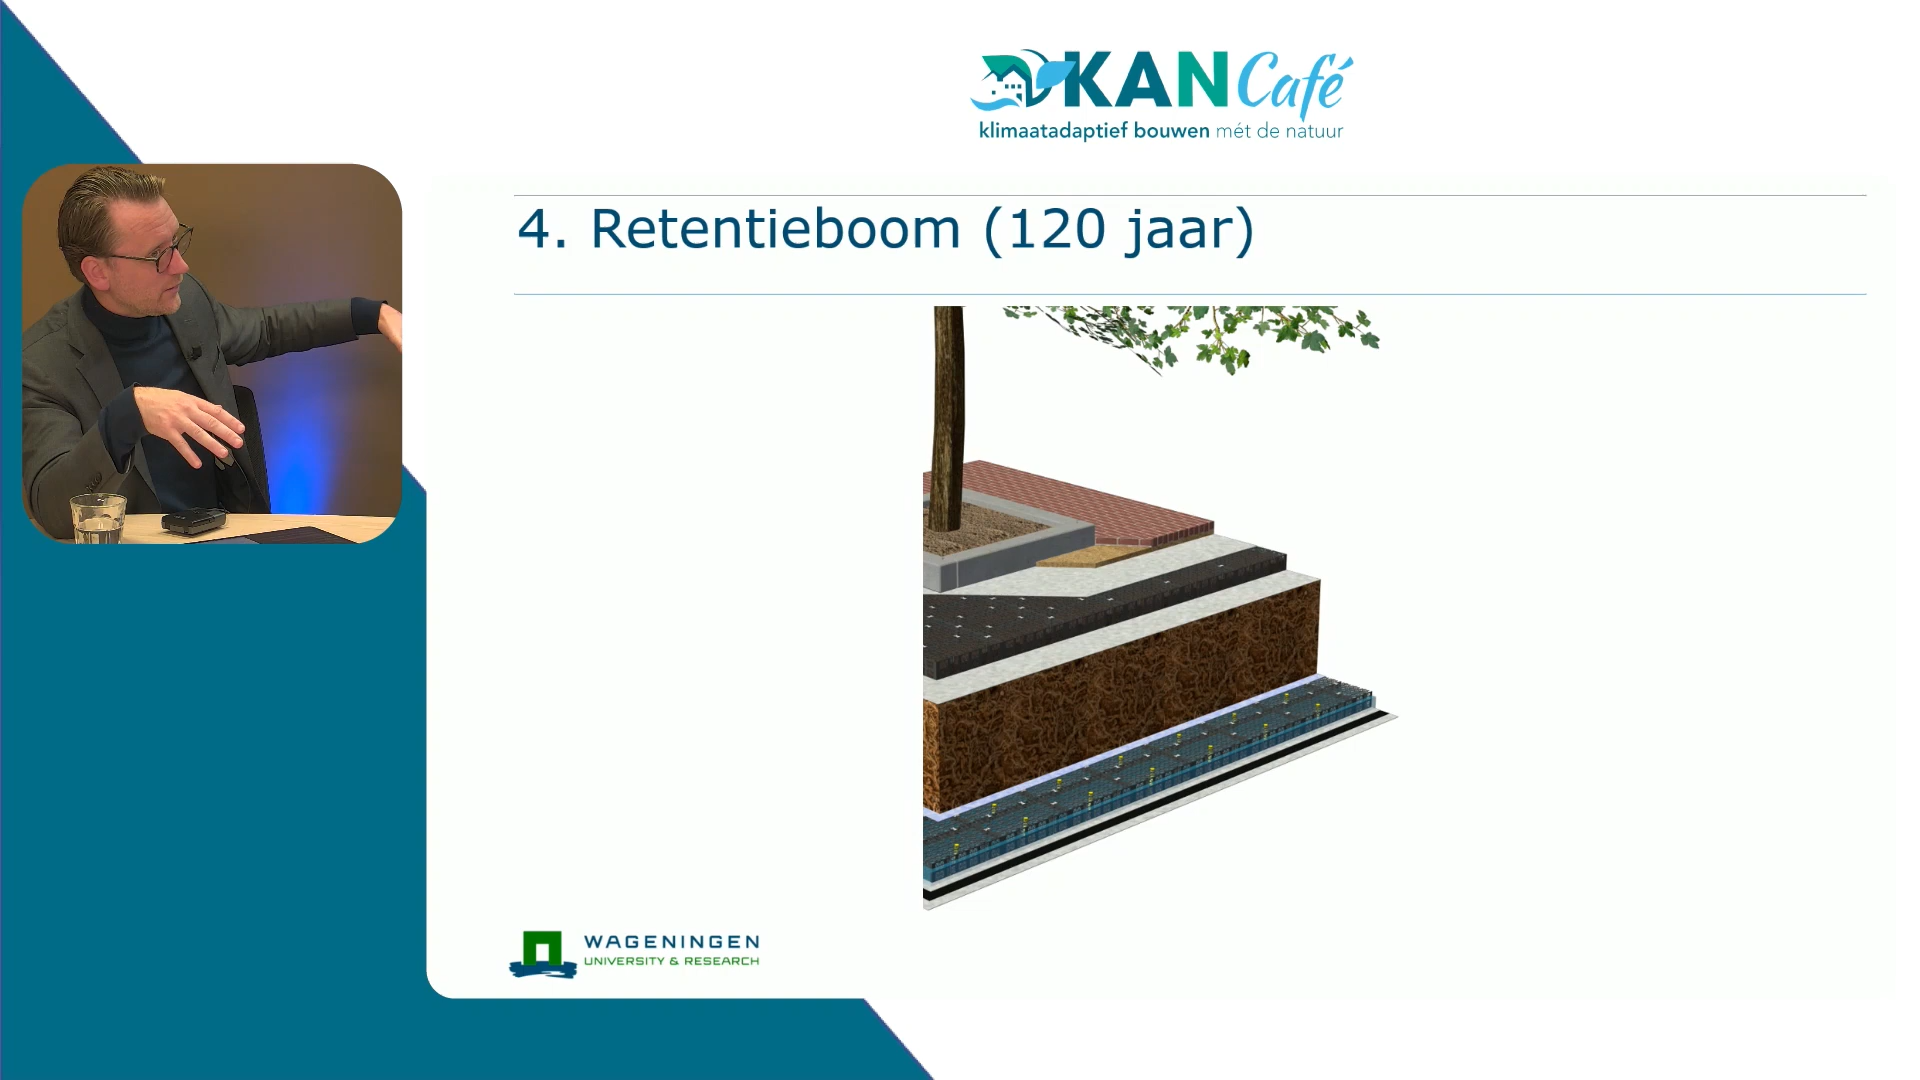 KAN Café
klimaatadaptief bouwen mét de natuur
4. Retentieboom (120 jaar)
WAGENINGEN
UNIVERSITY & RESEARCH